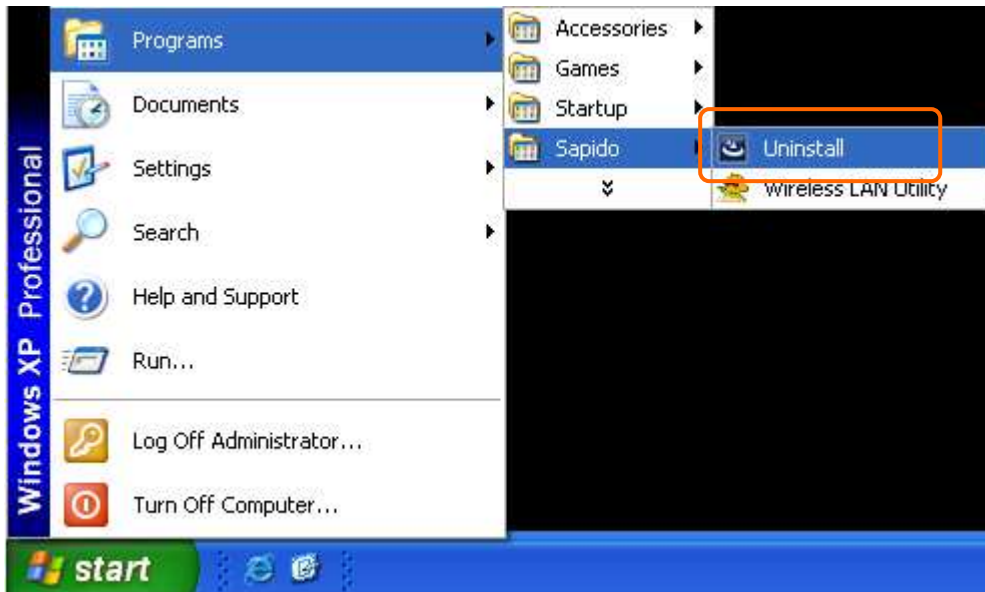 Windows XP Professional
Programs
Documents
Settings
Search
Help and Support
Run...
Log Off Administrator...
Turn Off Computer...
Accessories
Games
Startup
Sapido
Uninstall
Wireless LAN Utility
start